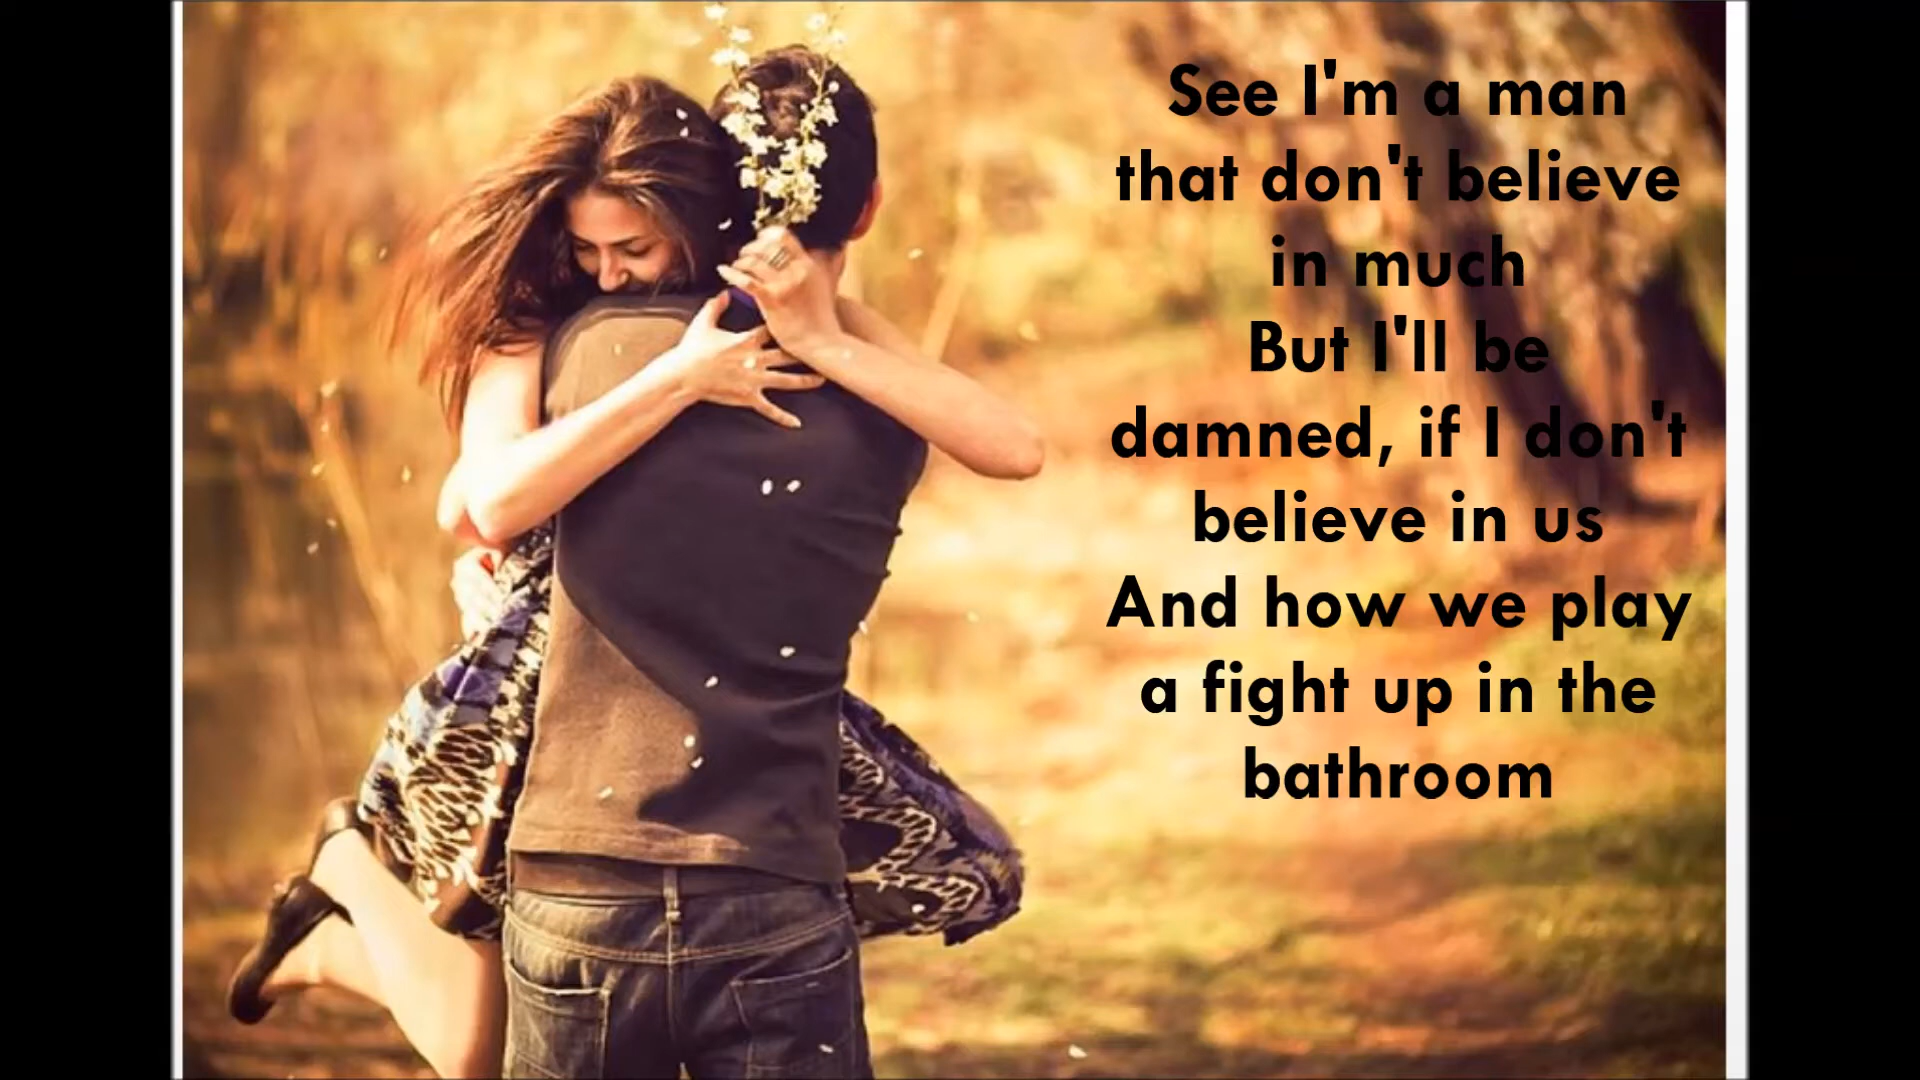 See I'm a man
that don't believe
in much
But I'll be
damned, if I don't
believe in us
And how we play
a fight up in the
bathroom